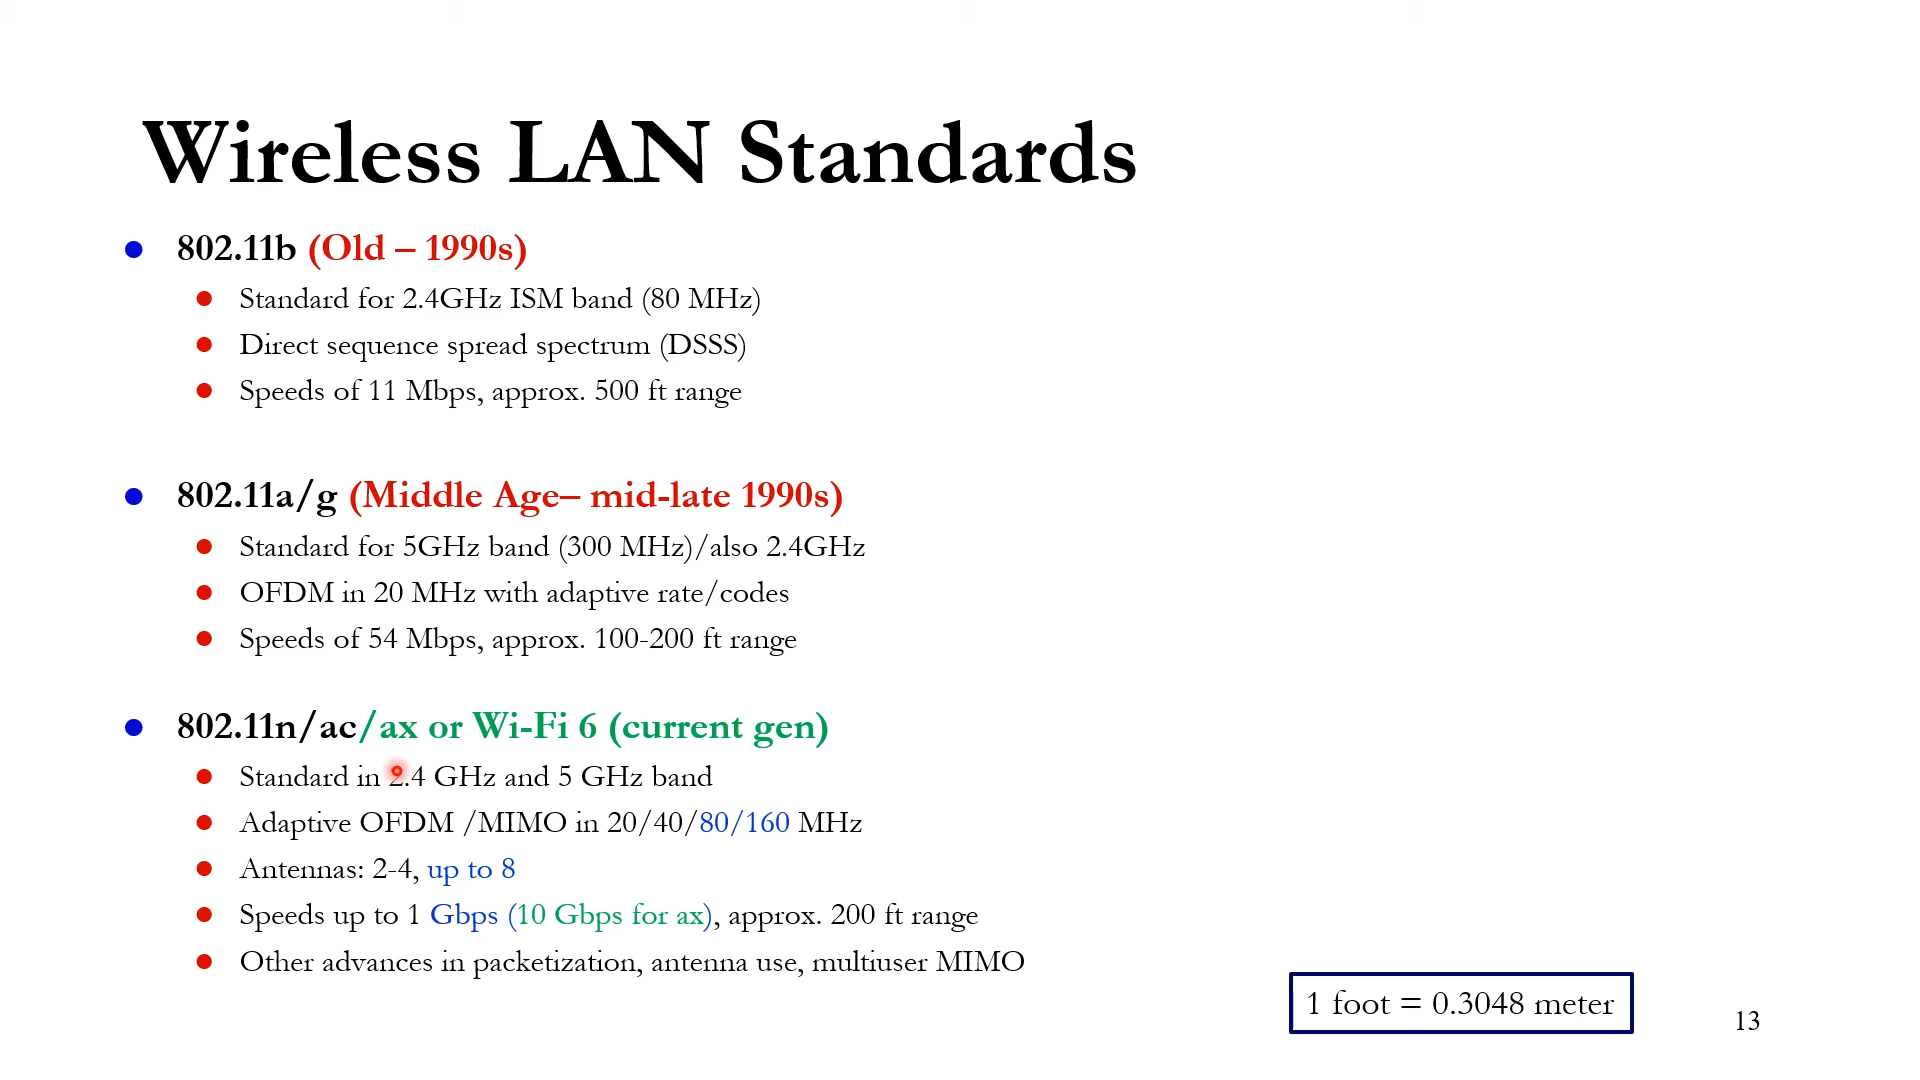 Wireless LAN Standards
802.11b (Old – 1990s)
Standard for 2.4GHz ISM band (80 MHz)
Direct sequence spread spectrum (DSSS)
Speeds of 11 Mbps, approx. 500 ft range
802.11a/g (Middle Age– mid-late 1990s)
Standard for 5GHz band (300 MHz)/also 2.4GHz
OFDM in 20 MHz with adaptive rate/codes
Speeds of 54 Mbps, approx. 100-200 ft range
802.11n/ac/ax or Wi-Fi 6 (current gen)
Standard in 2.4 GHz and 5 GHz band
Adaptive OFDM /MIMO in 20/40/80/160 MHz
Antennas: 2-4, up to 8
Speeds up to 1 Gbps (10 Gbps for ax), approx. 200 ft range
Other advances in packetization, antenna use, multiuser MIMO
1 foot = 0.3048 meter
13